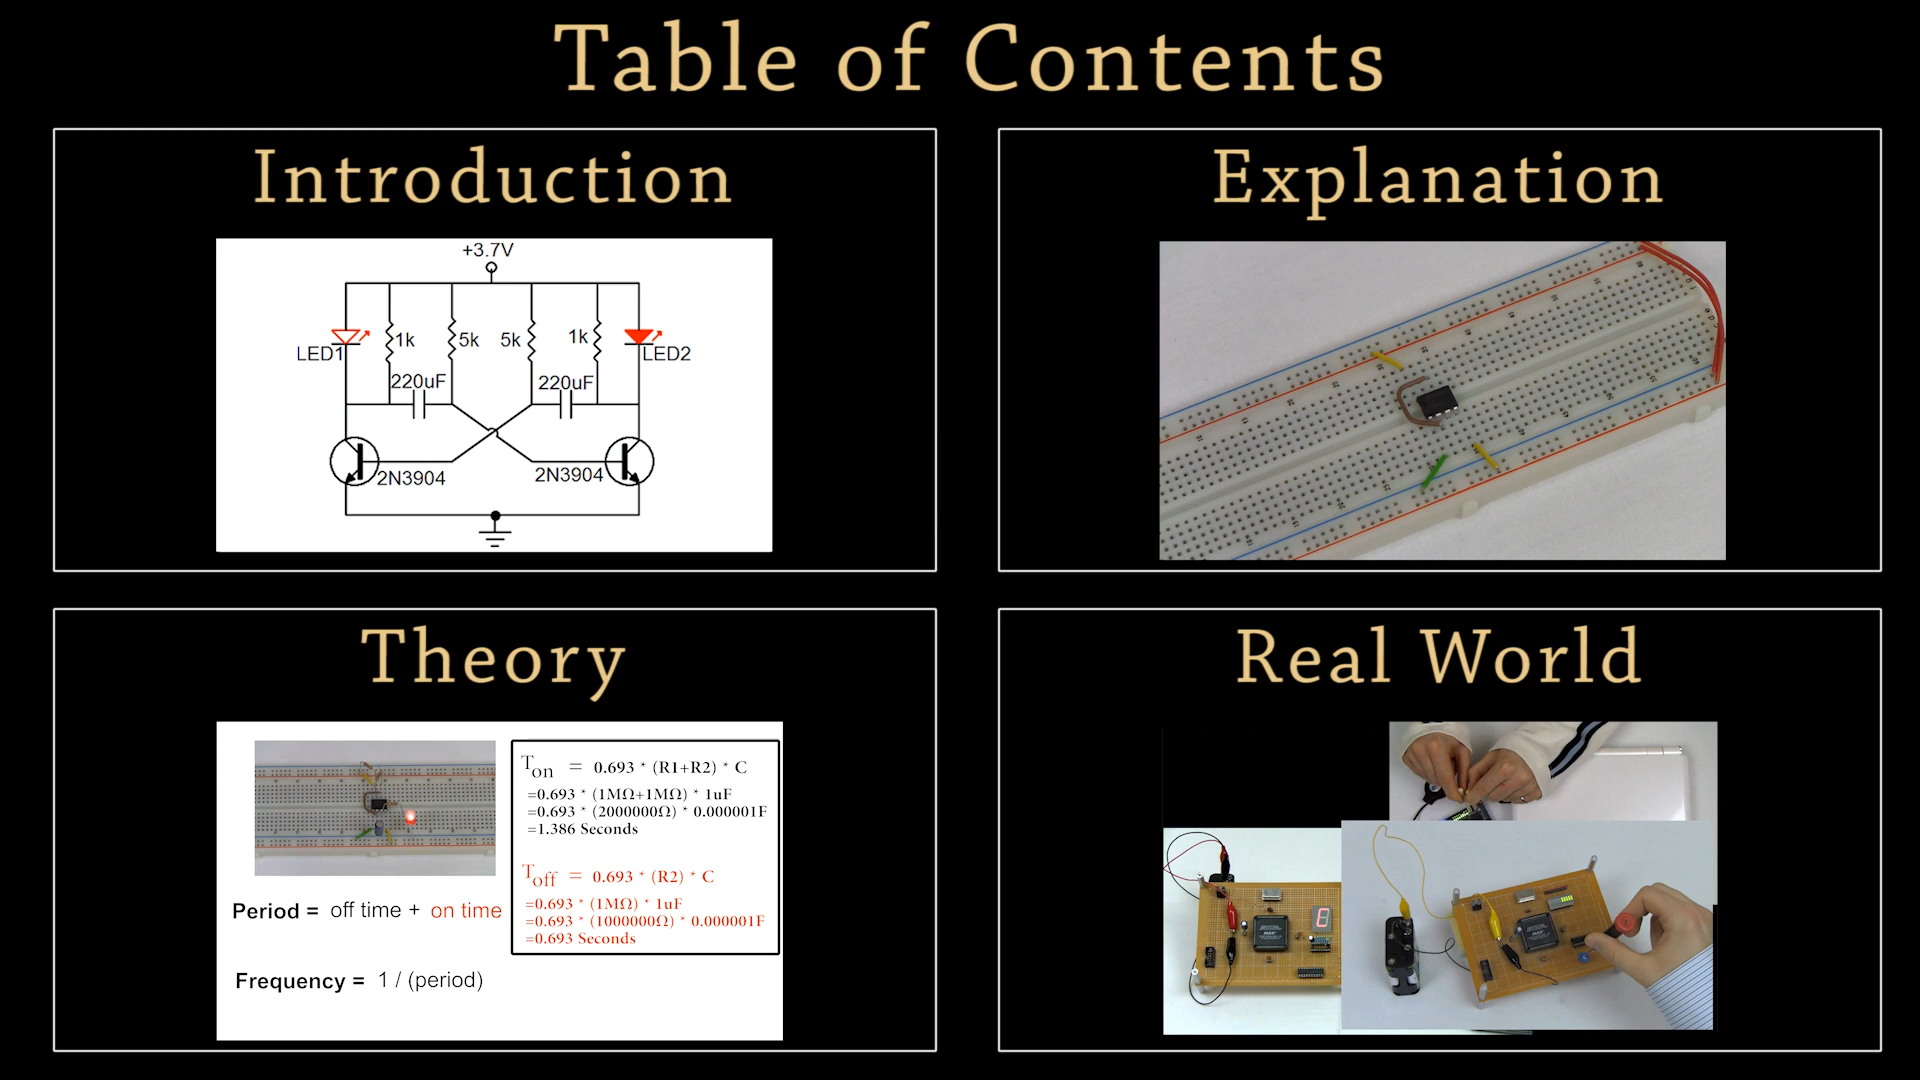 Table of Contents
Introduction
+3.7V
LED1
1k
5k
5k
1k
LED2
220uF
220uF
2N3904
2N3904
Explanation
Theory
Ton = 0.693 * (R1+R2) * C
=0.693 * (1MΩ+1MΩ) * 1uF
=0.693 * (2000000Ω) * 0.000001F
=1.386 Seconds
Toff = 0.693 * (R2) * C
=0.693 * (1MΩ) * 1uF
=0.693 * (1000000Ω) * 0.000001F
=0.693 Seconds
Period = off time + on time
Frequency = 1 / (period)
Real World
MAX
MAX